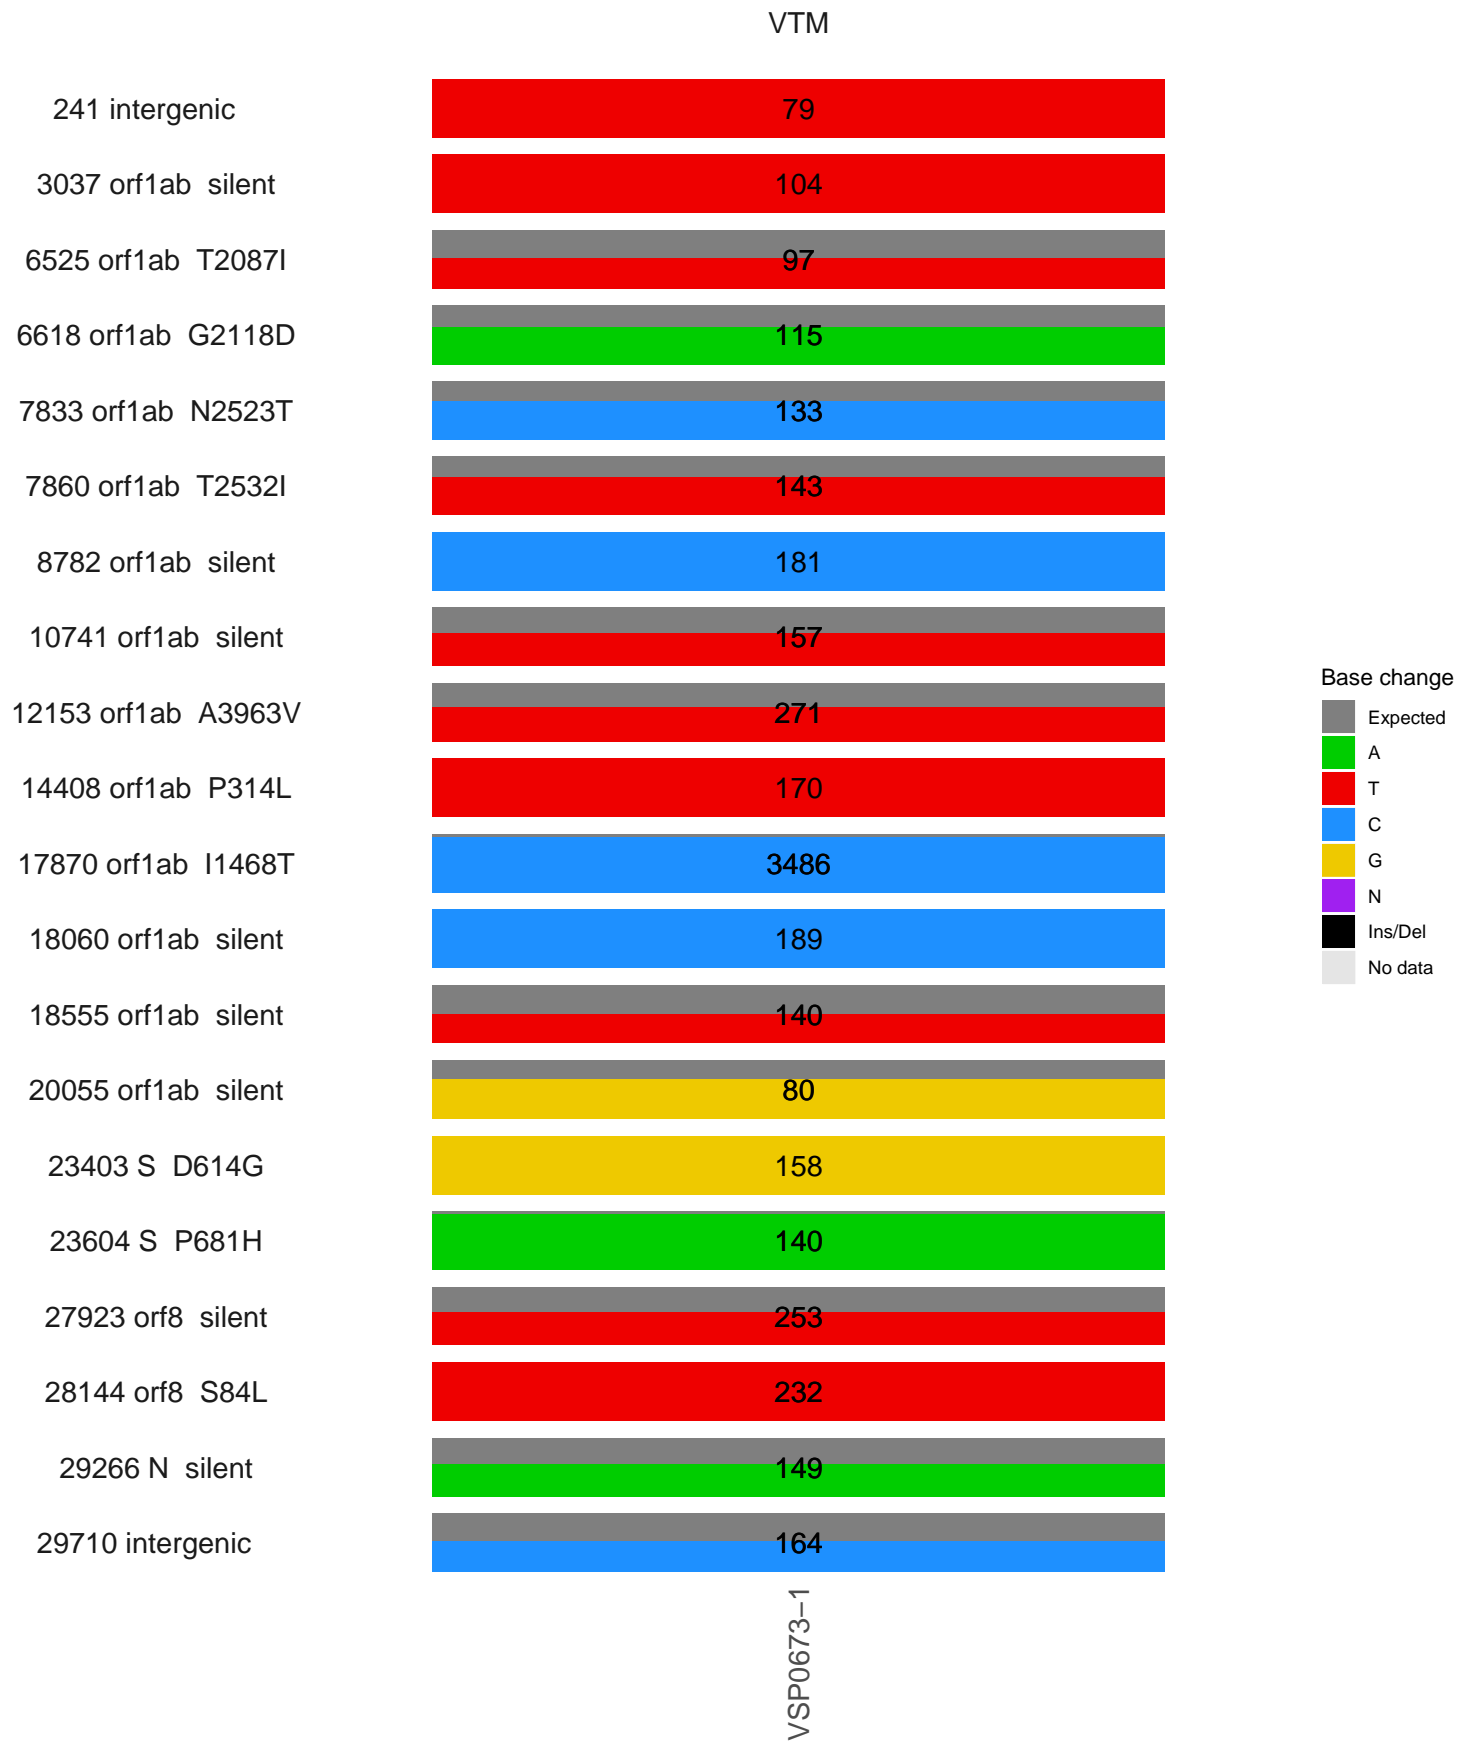 VTM
241 intergenic 79
3037 orf1ab silent 104
6525 orf1ab T2087I 97
6618 orf1ab G2118D 115
7833 orf1ab N2523T 133
7860 orf1ab T2532I 143
8782 orf1ab silent 181
10741 orf1ab silent 157
12153 orf1ab A3963V 271
14408 orf1ab P314L 170
17870 orf1ab I1468T 3486
18060 orf1ab silent 189
18555 orf1ab silent 140
20055 orf1ab silent 80
23403 S D614G 158
23604 S P681H 140
27923 orf8 silent 253
28144 orf8 S84L 232
29266 N silent 149
29710 intergenic 164
VSP0673–1
Base change
Expected
A
T
C
G
N
Ins/Del
No data